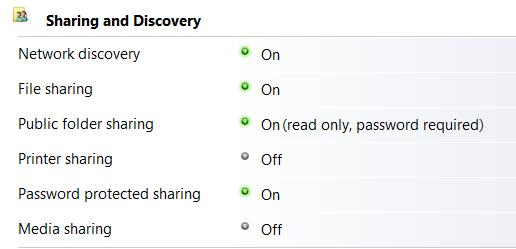 Sharing and Discovery
Network discovery On
File sharing On
Public folder sharing On (read only, password required)
Printer sharing Off
Password protected sharing On
Media sharing Off